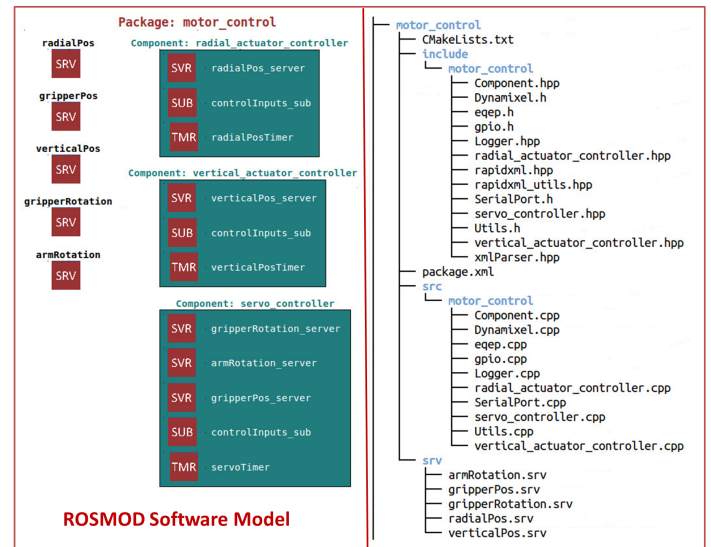 Package: motor_control
radialPos
SRV
gripperPos
SRV
verticalPos
SRV
gripperRotation
SRV
armRotation
SRV
Component: radial_actuator_controller
SVR radialPos_server
SUB controlInputs_sub
TMR radialPosTimer
Component: vertical_actuator_controller
SVR verticalPos_server
SUB controlInputs_sub
TMR verticalPosTimer
Component: servo_controller
SVR gripperRotation_server
SVR armRotation_server
SVR gripperPos_server
SUB controlInputs_sub
TMR servoTimer
ROSMOD Software Model
motor_control
CMakeLists.txt
include
motor_control
Component.hpp
Dynamixel.h
eqep.h
gpio.h
Logger.hpp
radial_actuator_controller.hpp
rapidxml.hpp
rapidxml_utils.hpp
SerialPort.h
servo_controller.hpp
Utils.h
vertical_actuator_controller.hpp
xmlParser.hpp
package.xml
src
motor_control
Component.cpp
Dynamixel.cpp
eqep.cpp
gpio.cpp
Logger.cpp
radial_actuator_controller.cpp
SerialPort.cpp
servo_controller.cpp
Utils.cpp
vertical_actuator_controller.cpp
srv
armRotation.srv
gripperPos.srv
gripperRotation.srv
radialPos.srv
verticalPos.srv